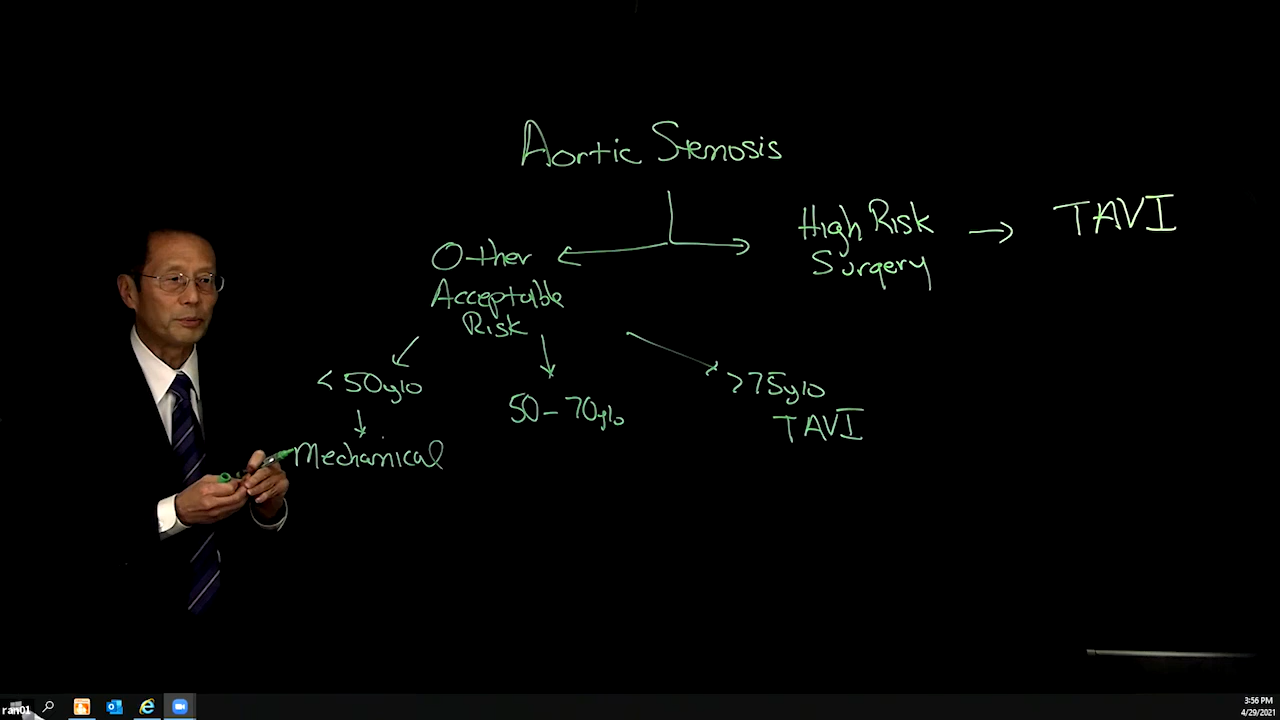 Aortic Stenosis
High Risk
Surgery
→ TAVI
Other
Acceptable
Risk
<50y/o
50-70y/o
>75y/o
TAVI
Mechanical
ran01
3:56 PM
4/29/2021